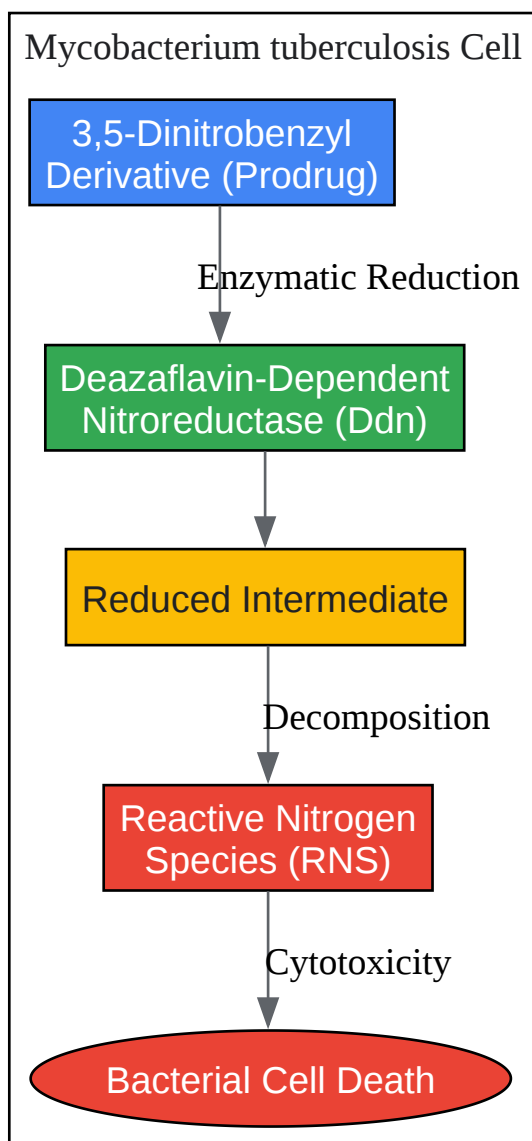 Mycobacterium tuberculosis Cell
3,5-Dinitrobenzyl
Derivative (Prodrug)
Enzymatic Reduction
Deazaflavin-Dependent
Nitroreductase (Ddn)
Reduced Intermediate
Decomposition
Reactive Nitrogen
Species (RNS)
Cytotoxicity
Bacterial Cell Death